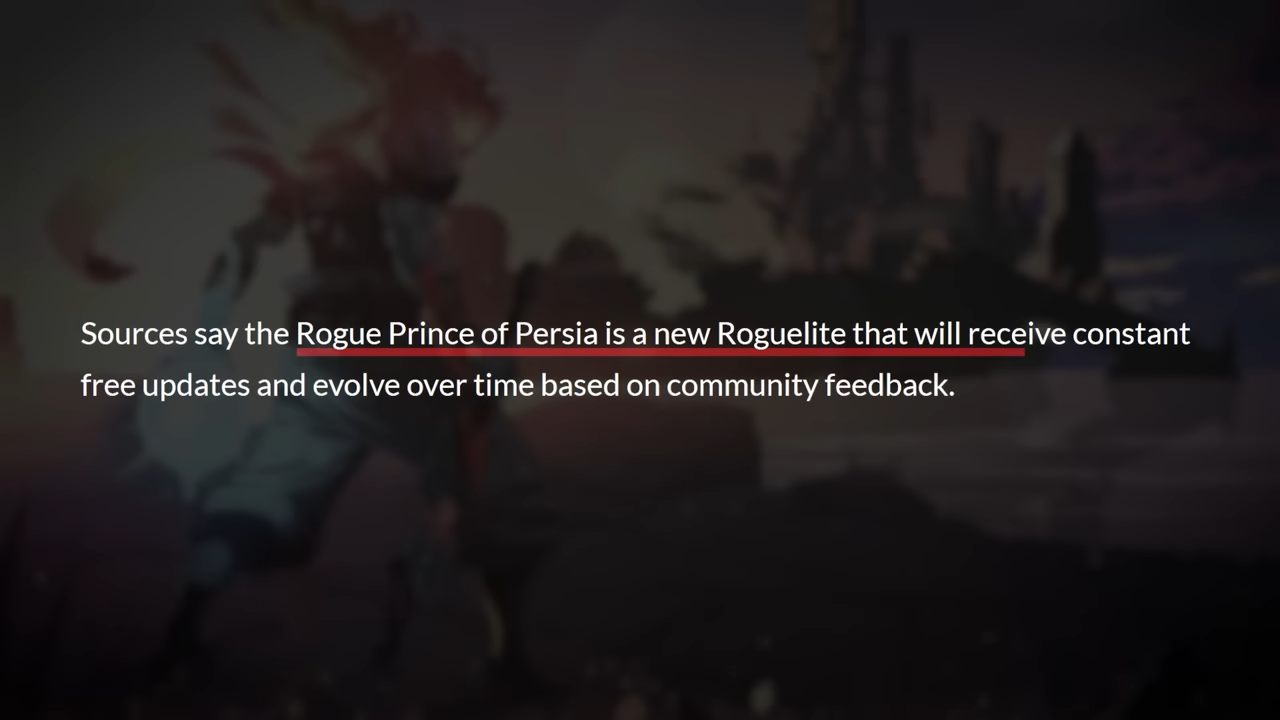 Sources say the Rogue Prince of Persia is a new Roguelite that will receive constant
free updates and evolve over time based on community feedback.